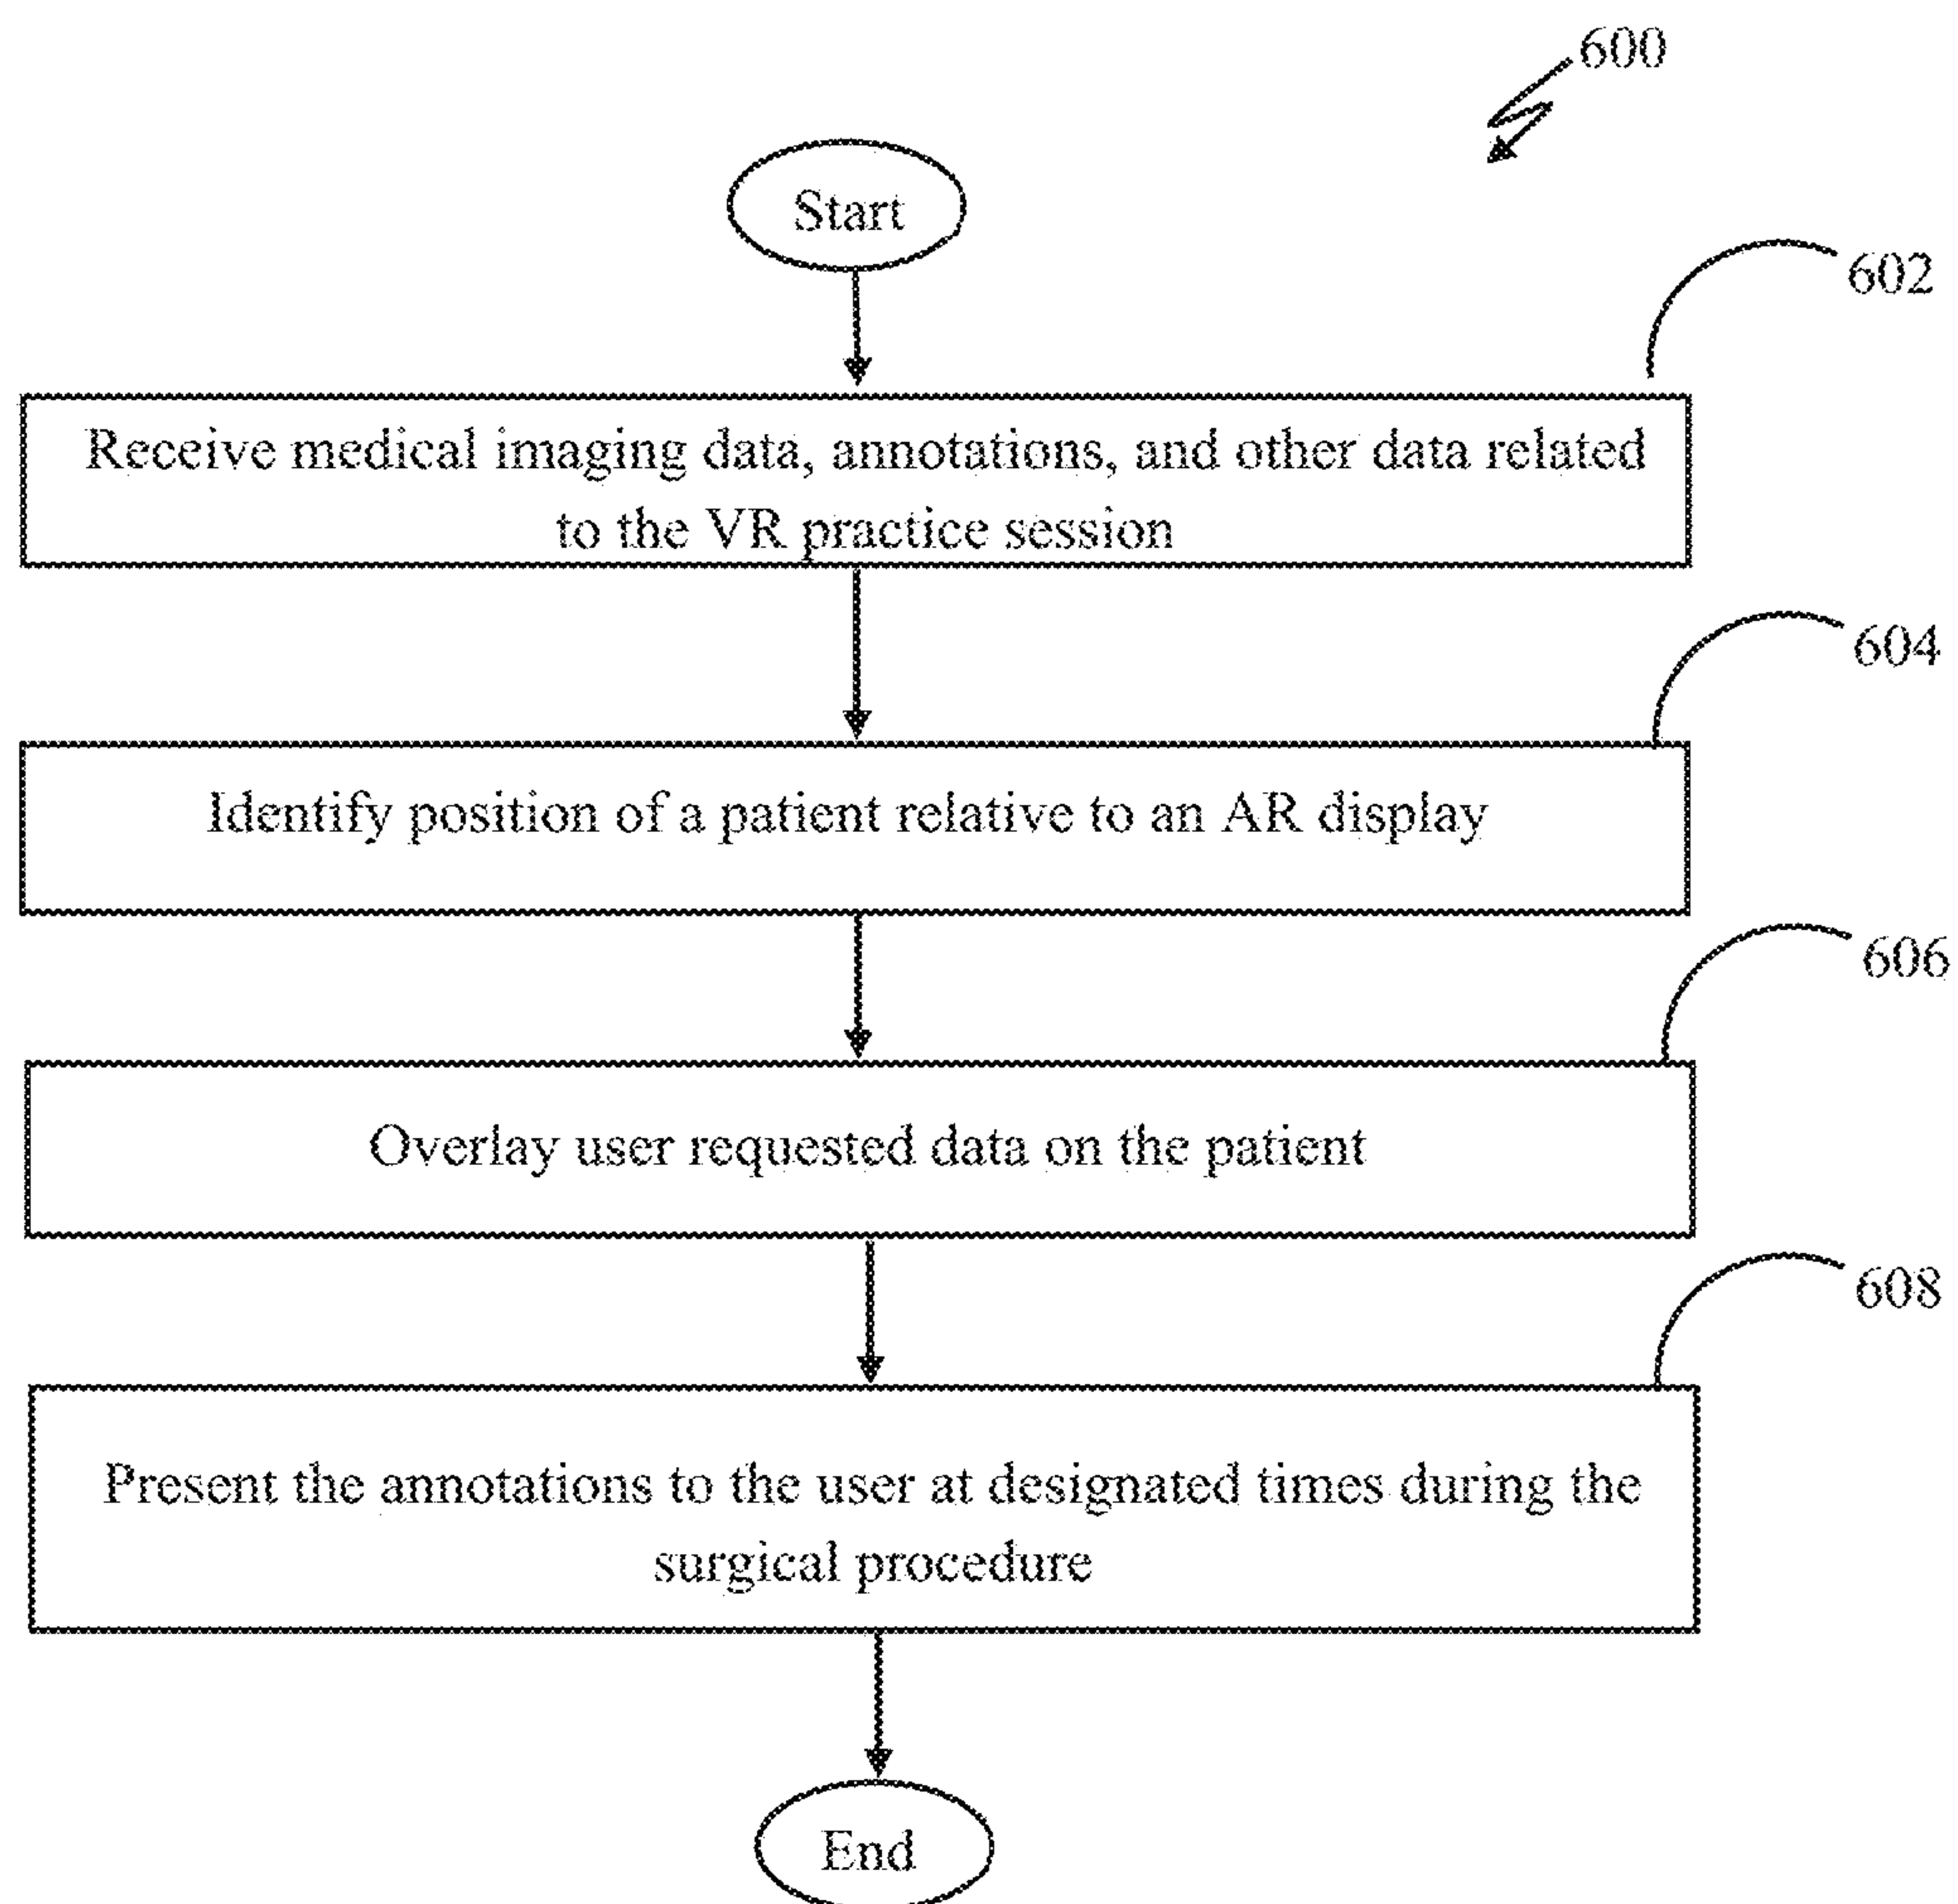 600
Start
602
Receive medical imaging data, annotations, and other data related
to the VR practice session
604
Identify position of a patient relative to an AR display
606
Overlay user requested data on the patient
608
Present the annotations to the user at designated times during the
surgical procedure
End